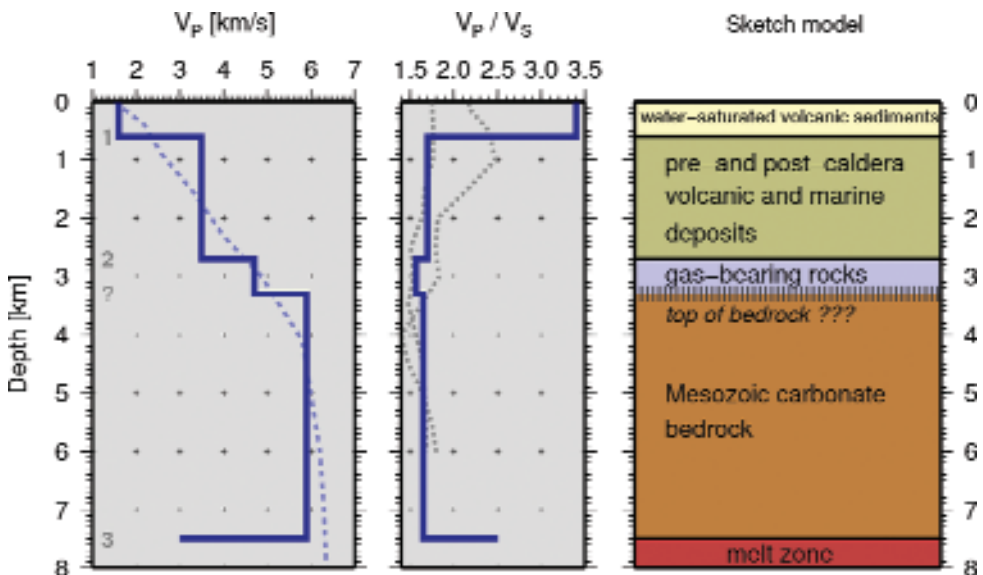 Vₚ [km/s]
Vₚ / Vₛ
Sketch model
1 2 3 4 5 6 7
1.5 2.0 2.5 3.0 3.5
0
1
2
3
4
5
6
7
8
Depth [km]
1
2
?
3
0
1
2
3
4
5
6
7
8
water-saturated volcanic sediments
pre and post caldera
volcanic and marine
deposits
gas-bearing rocks
top of bedrock ???
Mesozoic carbonate
bedrock
melt zone